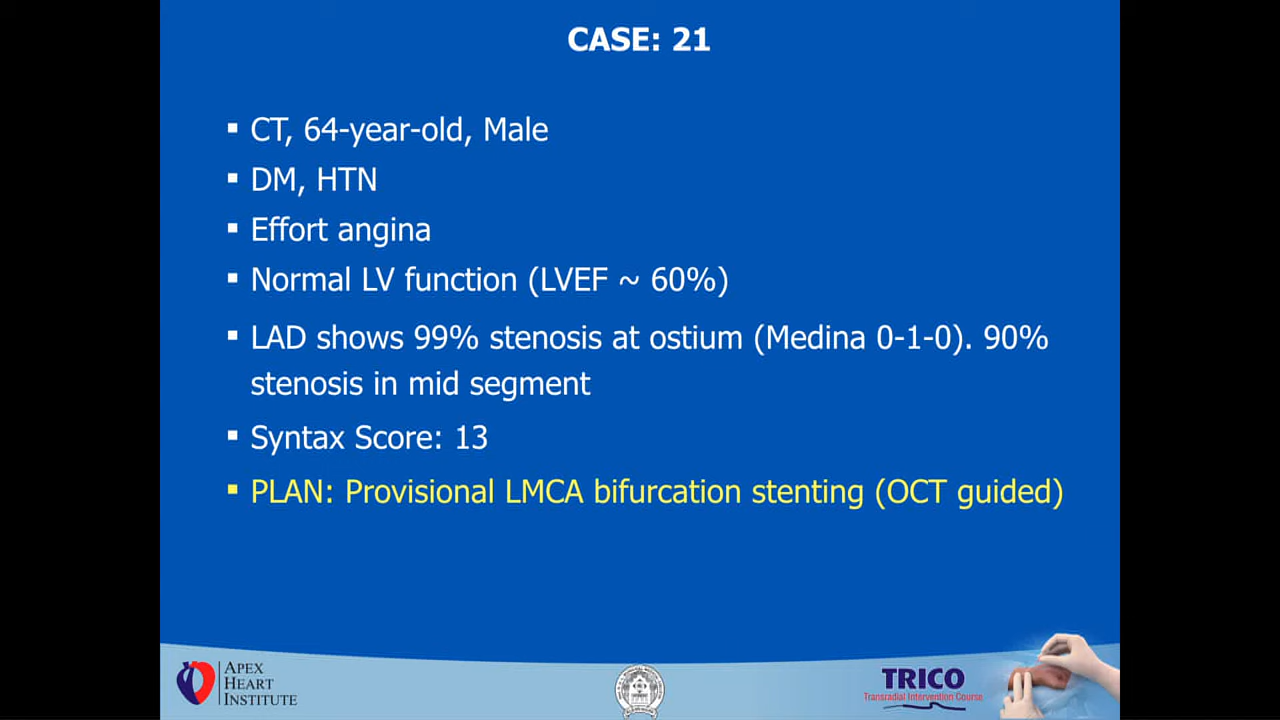 CASE: 21
▪ CT, 64-year-old, Male
▪ DM, HTN
▪ Effort angina
▪ Normal LV function (LVEF ~ 60%)
▪ LAD shows 99% stenosis at ostium (Medina 0-1-0). 90%
stenosis in mid segment
▪ Syntax Score: 13
▪ PLAN: Provisional LMCA bifurcation stenting (OCT guided)
APEX
HEART
INSTITUTE
TRICO
Transradial Intervention Course